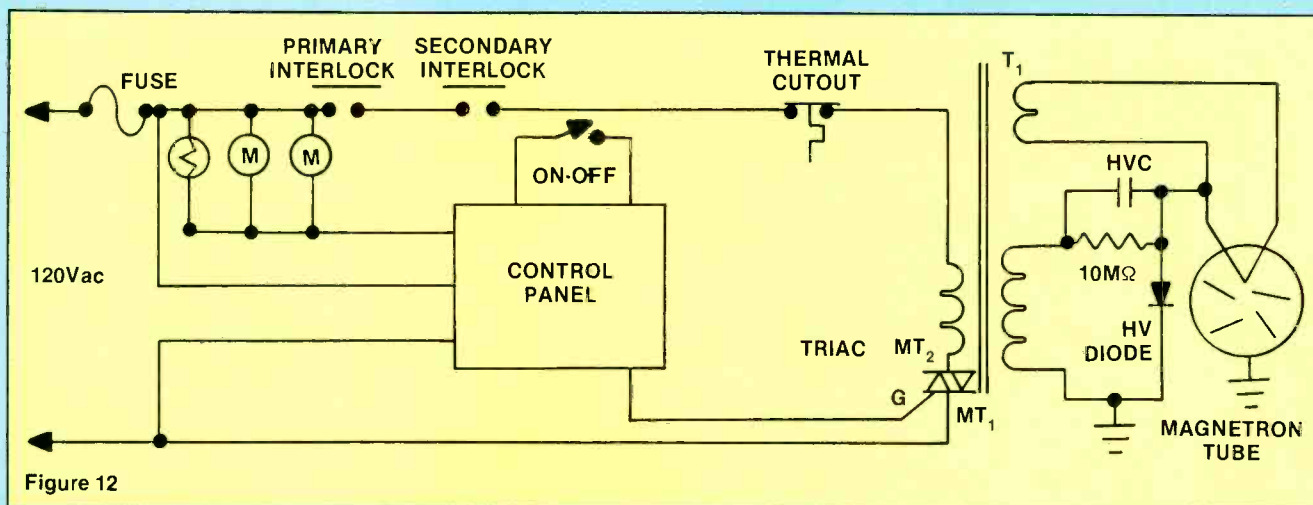 PRIMARY
INTERLOCK
SECONDARY
INTERLOCK
FUSE
THERMAL
CUTOUT
T₁
M
M
ON-OFF
HVC
120Vac
CONTROL
PANEL
10MΩ
HV
DIODE
TRIAC
MT₂
G
MT₁
MAGNETRON
TUBE
Figure 12